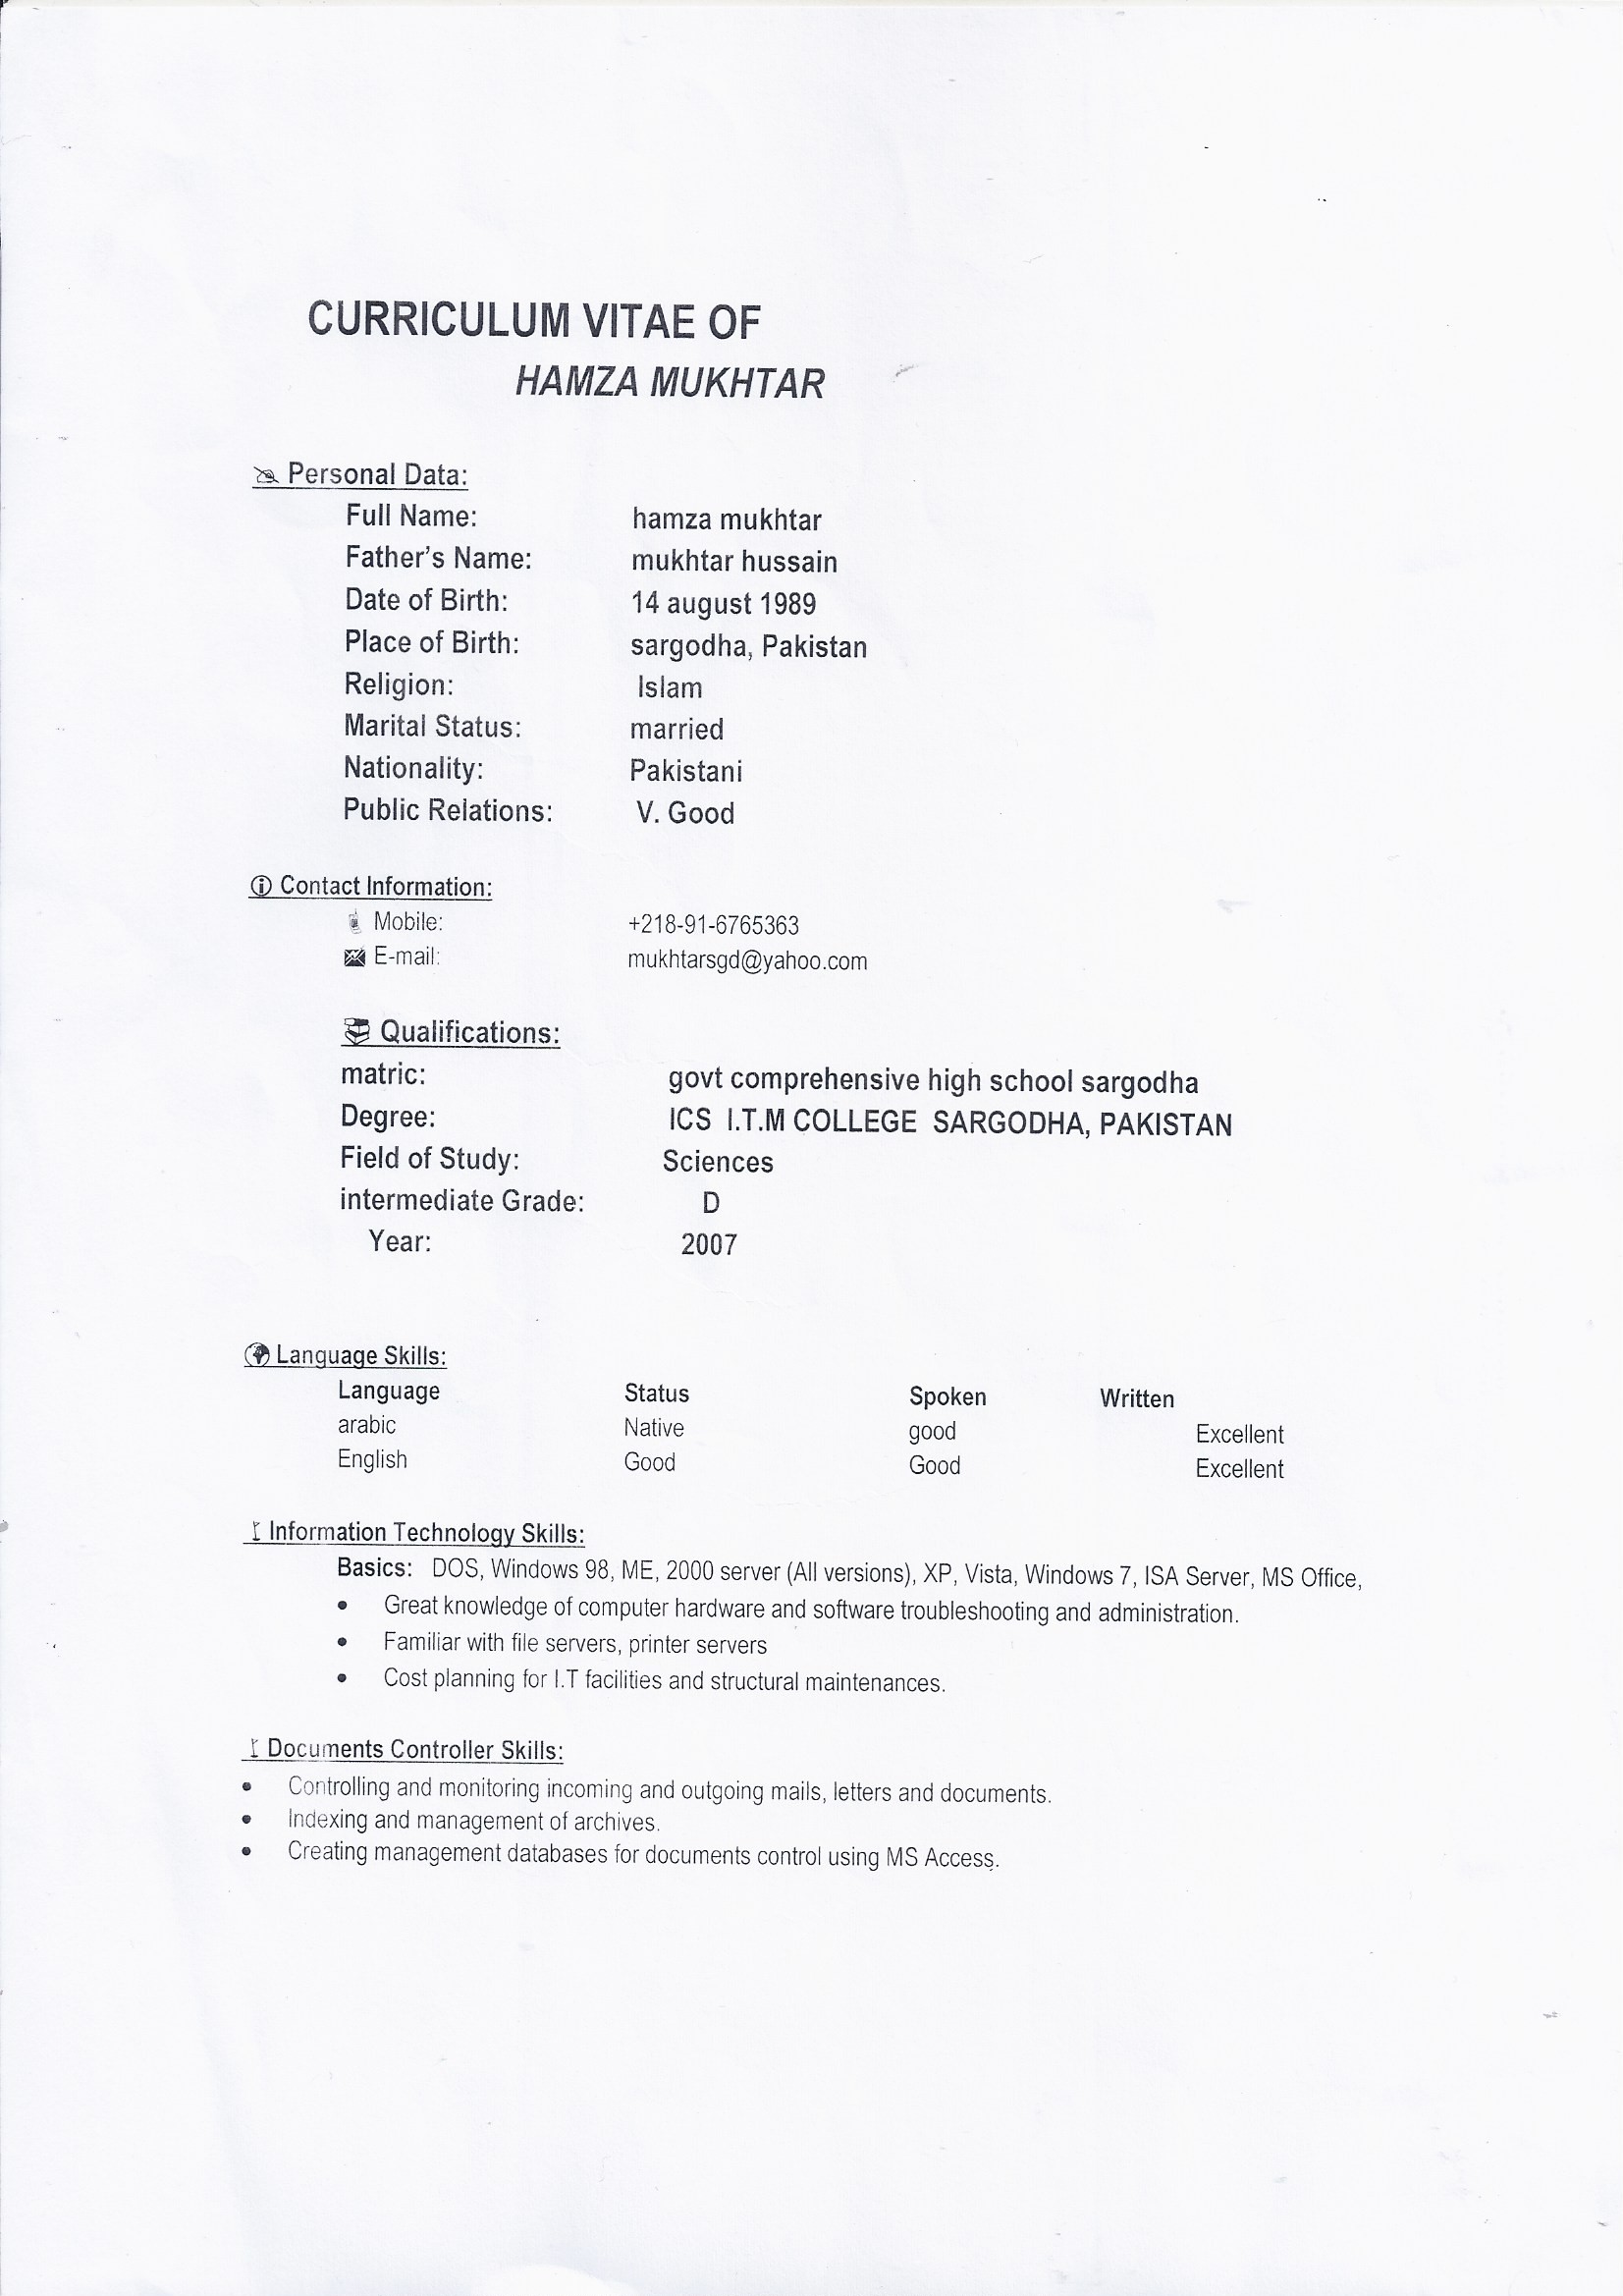 CURRICULUM VITAE OF
HAMZA MUKHTAR
Personal Data:
Full Name: hamza mukhtar
Father's Name: mukhtar hussain
Date of Birth: 14 august 1989
Place of Birth: sargodha, Pakistan
Religion: Islam
Marital Status: married
Nationality: Pakistani
Public Relations: V. Good
Contact Information:
Mobile: +218-91-6765363
E-mail: mukhtarsgd@yahoo.com
Qualifications:
matric: govt comprehensive high school sargodha
Degree: ICS I.T.M COLLEGE SARGODHA, PAKISTAN
Field of Study: Sciences
intermediate Grade: D
Year: 2007
Language Skills:
Language Status Spoken Written
arabic Native good Excellent
English Good Good Excellent
Information Technology Skills:
Basics: DOS, Windows 98, ME, 2000 server (All versions), XP, Vista, Windows 7, ISA Server, MS Office,
• Great knowledge of computer hardware and software troubleshooting and administration.
• Familiar with file servers, printer servers
• Cost planning for I.T facilities and structural maintenances.
Documents Controller Skills:
• Controlling and monitoring incoming and outgoing mails, letters and documents.
• Indexing and management of archives.
• Creating management databases for documents control using MS Access.